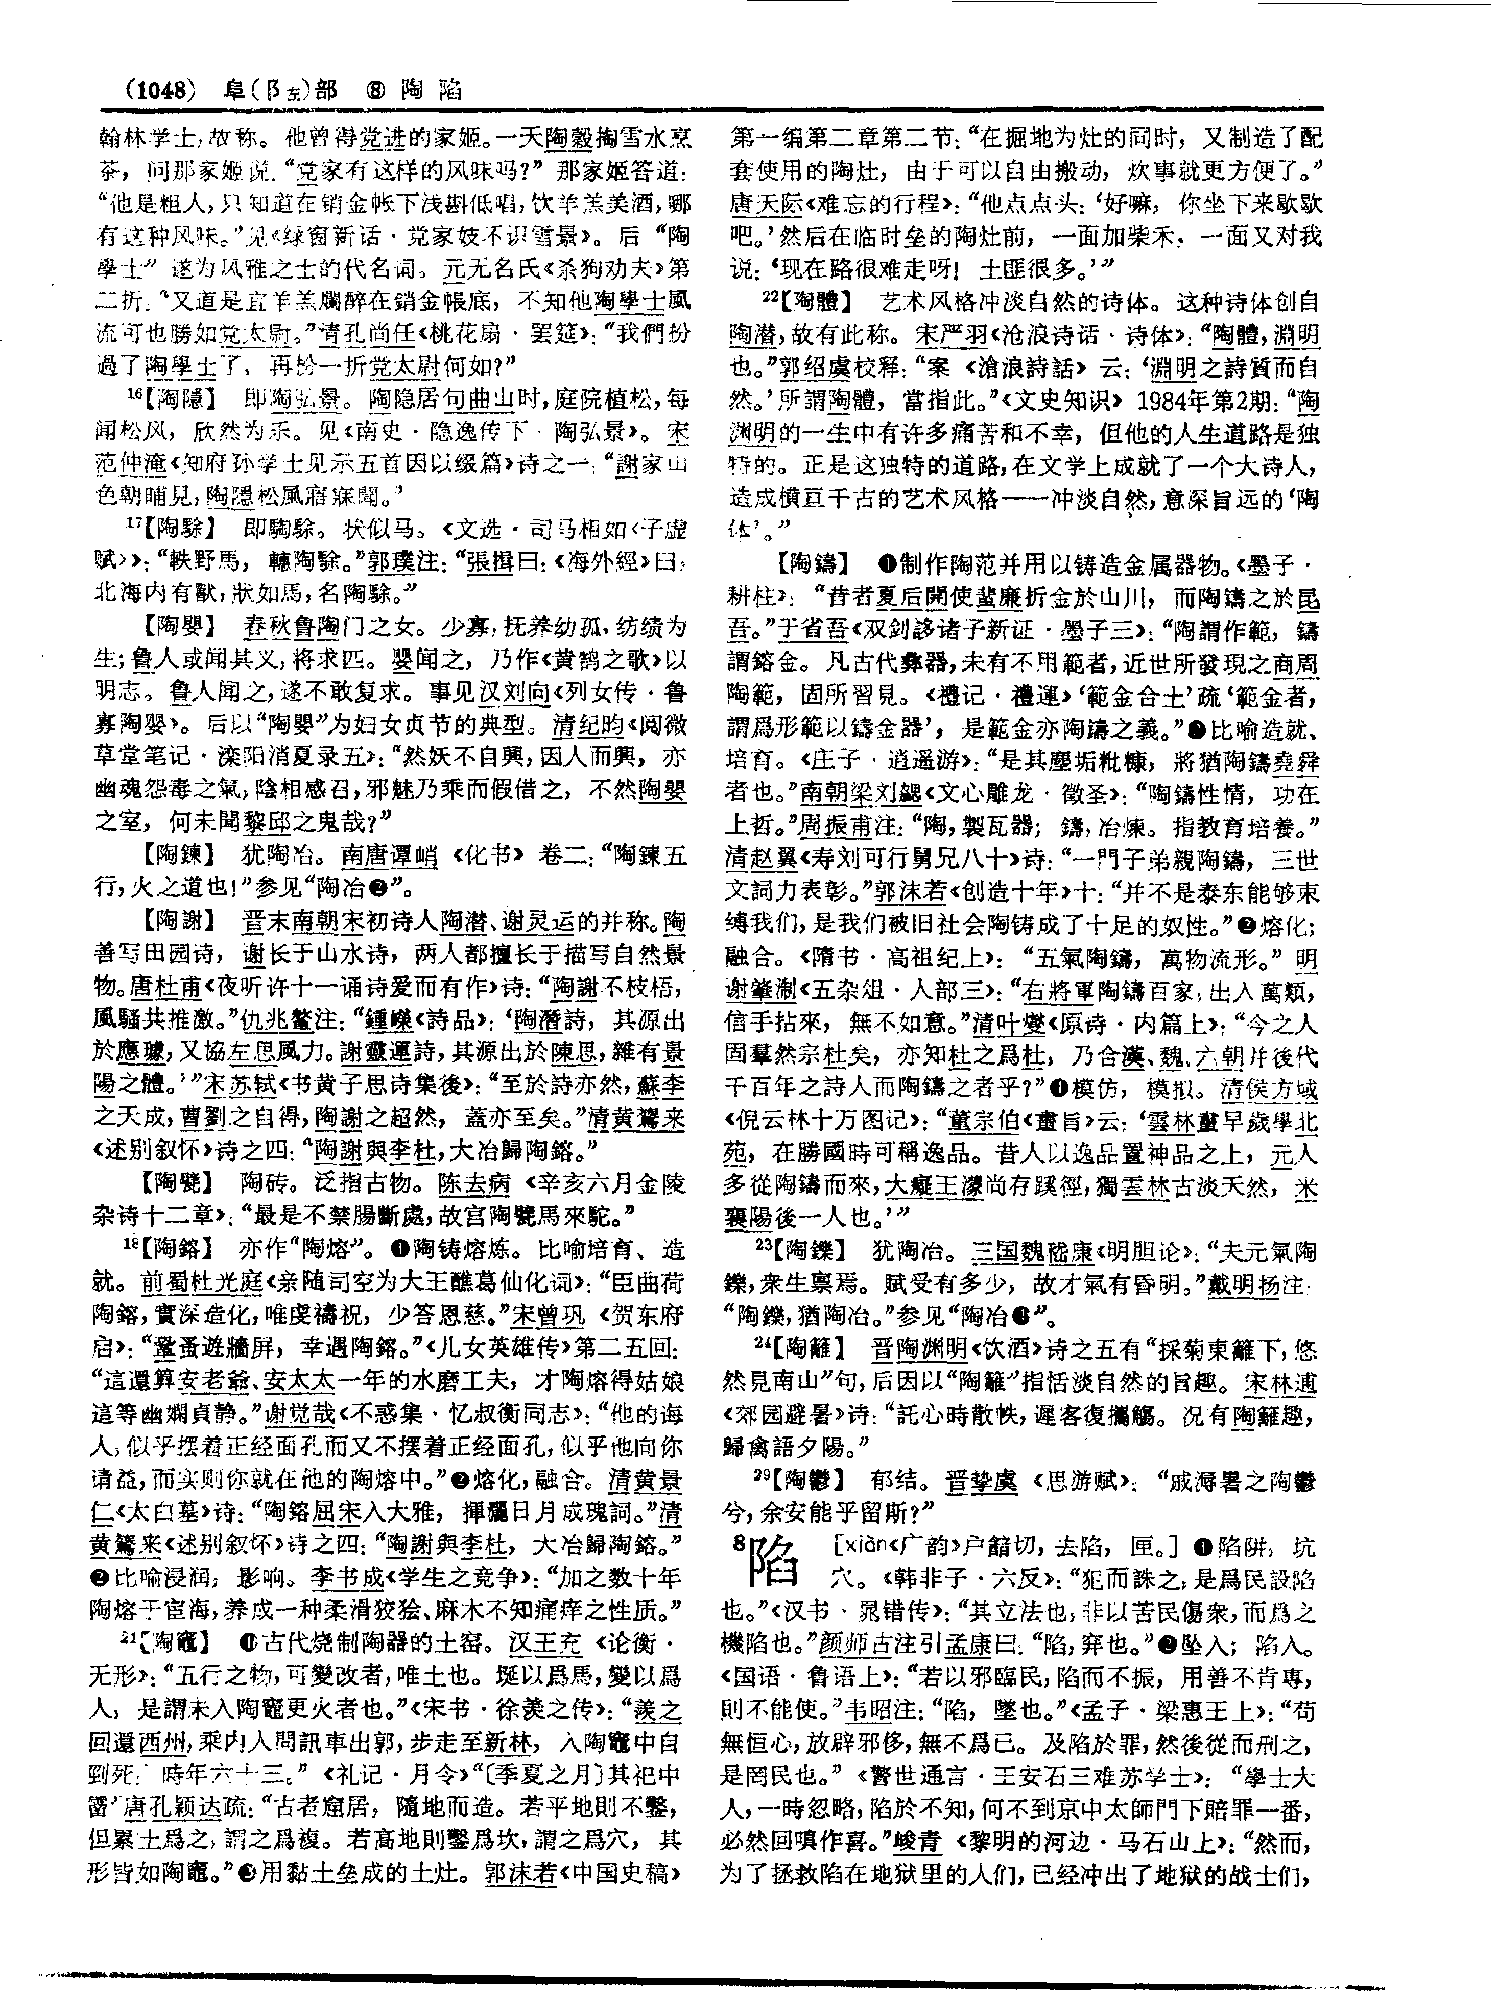 (1048) 阜(阝左)部 ⑧ 陶 陷
翰林学士，故称。他曾得党进的家姬。一天陶穀掏雪水烹
茶，问那家姬说：“党家有这样的风味吗？”那家姬答道：
“他是粗人，只知道在销金帐下浅斟低唱，饮羊羔美酒，哪
有这种风味。”见《绿窗新话·党家妓不识雪景》。后“陶
學士”遂为风雅之士的代名词。元无名氏《杀狗劝夫》第
二折：“又道是宜羊羔爛醉在銷金帳底，不知他陶學士風
流可也勝如党太尉。”清孔尚任《桃花扇·罢筵》：“我們扮
過了陶學士了，再扮一折党太尉何如？”
¹⁶【陶隱】 即陶弘景。陶隐居句曲山时，庭院植松，每
闻松风，欣然为乐。见《南史·隐逸传下·陶弘景》。宋
范仲淹《知府孙学士见示五首因以缀篇》诗之一：“謝家山
色朝晡見，陶隱松風寤寐聞。”
¹⁷【陶駼】 即騊駼。状似马。《文选·司马相如〈子虚
赋〉》：“軼野馬，轊陶駼。”郭璞注：“張揖曰：《海外經》曰，
北海内有獸，狀如馬，名陶駼。”
【陶嬰】 春秋鲁陶门之女。少寡，抚养幼孤，纺绩为
生；鲁人或闻其义，将求匹。婴闻之，乃作《黄鹄之歌》以
明志。鲁人闻之，遂不敢复求。事见汉刘向《列女传·鲁
寡陶婴》。后以“陶嬰”为妇女贞节的典型。清纪昀《阅微
草堂笔记·滦阳消夏录五》：“然妖不自興，因人而興，亦
幽魂怨毒之氣，陰相感召，邪魅乃乘而假借之，不然陶嬰
之室，何未聞黎邱之鬼哉？”
【陶鍊】 犹陶冶。南唐谭峭《化书》卷二：“陶鍊五
行，火之道也！”参见“陶冶❷”。
【陶謝】 晋末南朝宋初诗人陶潜、谢灵运的并称。陶
善写田园诗，谢长于山水诗，两人都擅长于描写自然景
物。唐杜甫《夜听许十一诵诗爱而有作》诗：“陶謝不枝梧，
風騷共推激。”仇兆鳌注：“鍾嶸《詩品》：‘陶潛詩，其源出
於應璩，又協左思風力。謝靈運詩，其源出於陳思，雜有景
陽之體。’”宋苏轼《书黄子思诗集後》：“至於詩亦然，蘇李
之天成，曹劉之自得，陶謝之超然，蓋亦至矣。”清黄鷟来
《述别叙怀》诗之四：“陶謝與李杜，大冶歸陶鎔。”
【陶甓】 陶砖。泛指古物。陈去病《辛亥六月金陵
杂诗十二章》：“最是不禁腸斷處，故宫陶甓馬來駝。”
¹⁸【陶鎔】 亦作“陶熔”。❶陶铸熔炼。比喻培育、造
就。前蜀杜光庭《亲随司空为大王醮葛仙化词》：“臣曲荷
陶鎔，實深造化，唯虔禱祝，少答恩慈。”宋曾巩《贺东府
启》：“鞏蚤遊牆屏，幸遇陶鎔。”《儿女英雄传》第二五回：
“這還算安老爺、安太太一年的水磨工夫，才陶熔得姑娘
這等幽嫻貞静。”谢觉哉《不惑集·忆叔衡同志》：“他的诲
人，似乎摆着正经面孔而又不摆着正经面孔，似乎他向你
请益，而实则你就在他的陶熔中。”❷熔化，融合。清黄景
仁《太白墓》诗：“陶鎔屈宋入大雅，揮灑日月成瑰詞。”清
黄鷟来《述别叙怀》诗之四：“陶謝與李杜，大冶歸陶鎔。”
❷比喻浸润；影响。李书成《学生之竞争》：“加之数十年
陶熔于宦海，养成一种柔滑狡狯、麻木不知痛痒之性质。”
²¹【陶竈】 ❶古代烧制陶器的土窑。汉王充《论衡·
无形》：“五行之物，可變改者，唯土也。埏以爲馬，變以爲
人，是謂未入陶竈更火者也。”《宋书·徐羡之传》：“羨之
回還西州，乘内人問訊車出郭，步走至新林，入陶竈中自
剄死，時年六十三。”《礼记·月令》“〔季夏之月〕其祀中
霤”唐孔颖达疏：“古者窟居，隨地而造。若平地則不鑿，
但累土爲之，謂之爲複。若高地則鑿爲坎，謂之爲穴，其
形皆如陶竈。”❷用黏土垒成的土灶。郭沫若《中国史稿》
第一编第二章第二节：“在掘地为灶的同时，又制造了配
套使用的陶灶，由于可以自由搬动，炊事就更方便了。”
唐天际《难忘的行程》：“他点点头：‘好嘛，你坐下来歇歇
吧。’然后在临时垒的陶灶前，一面加柴禾，一面又对我
说：‘现在路很难走呀！土匪很多。’”
²²【陶體】 艺术风格冲淡自然的诗体。这种诗体创自
陶潜，故有此称。宋严羽《沧浪诗话·诗体》：“陶體，淵明
也。”郭绍虞校释：“案《滄浪詩話》云：‘淵明之詩質而自
然。’所謂陶體，當指此。”《文史知识》1984年第2期：“陶
渊明的一生中有许多痛苦和不幸，但他的人生道路是独
特的。正是这独特的道路，在文学上成就了一个大诗人，
造成横亘千古的艺术风格——冲淡自然，意深旨远的‘陶
体’。”
【陶鑄】 ❶制作陶范并用以铸造金属器物。《墨子·
耕柱》：“昔者夏后開使蜚廉折金於山川，而陶鑄之於昆
吾。”于省吾《双剑誃诸子新证·墨子三》：“陶謂作範，鑄
謂鎔金。凡古代彝器，未有不用範者，近世所發現之商周
陶範，固所習見。《禮记·禮運》‘範金合土’疏‘範金者，
謂爲形範以鑄金器’，是範金亦陶鑄之義。”❷比喻造就、
培育。《庄子·逍遥游》：“是其塵垢粃糠，將猶陶鑄堯舜
者也。”南朝梁刘勰《文心雕龙·徵圣》：“陶鑄性情，功在
上哲。”周振甫注：“陶，製瓦器；鑄，冶煉。指教育培養。”
清赵翼《寿刘可行舅兄八十》诗：“一門子弟親陶鑄，三世
文詞力表彰。”郭沫若《创造十年》十：“并不是泰东能够束
缚我们，是我们被旧社会陶铸成了十足的奴性。”❷熔化；
融合。《隋书·高祖纪上》：“五氣陶鑄，萬物流形。”明
谢肇淛《五杂俎·人部三》：“右將軍陶鑄百家，出入萬類，
信手拈來，無不如意。”清叶燮《原诗·内篇上》：“今之人
固羣然宗杜矣，亦知杜之爲杜，乃合漢、魏、六朝并後代
千百年之詩人而陶鑄之者乎？”❹模仿，模拟。清侯方域
《倪云林十万图记》：“董宗伯《畫旨》云：‘雲林畫早歲學北
苑，在勝國時可稱逸品。昔人以逸品置神品之上，元人
多從陶鑄而來，大癡王濛尚存蹊徑，獨雲林古淡天然，米
襄陽後一人也。’”
²³【陶鑠】 犹陶冶。三国魏嵇康《明胆论》：“夫元氣陶
鑠，衆生禀焉。賦受有多少，故才氣有昏明。”戴明扬注：
“陶鑠，猶陶冶。”参见“陶冶❸”。
²⁴【陶籬】 晋陶渊明《饮酒》诗之五有“採菊東籬下，悠
然見南山”句，后因以“陶籬”指恬淡自然的旨趣。宋林逋
《郊园避暑》诗：“託心時散帙，遲客復攜觴。况有陶籬趣，
歸禽語夕陽。”
²⁹【陶鬱】 郁结。晋挚虞《思游赋》：“戚溽暑之陶鬱
兮，余安能乎留斯？”
⁸陷 [xiàn《广韵》户韽切，去陷，匣。] ❶陷阱，坑
穴。《韩非子·六反》：“犯而誅之，是爲民設陷
也。”《汉书·晁错传》：“其立法也，非以苦民傷衆，而爲之
機陷也。”颜师古注引孟康曰：“陷，穽也。”❷坠入；陷入。
《国语·鲁语上》：“若以邪臨民，陷而不振，用善不肯專，
則不能使。”韦昭注：“陷，墜也。”《孟子·梁惠王上》：“苟
無恒心，放辟邪侈，無不爲已。及陷於罪，然後從而刑之，
是罔民也。”《警世通言·王安石三难苏学士》：“學士大
人，一時忽略，陷於不知，何不到京中太師門下賠罪一番，
必然回嗔作喜。”峻青《黎明的河边·马石山上》：“然而，
为了拯救陷在地狱里的人们，已经冲出了地狱的战士们，